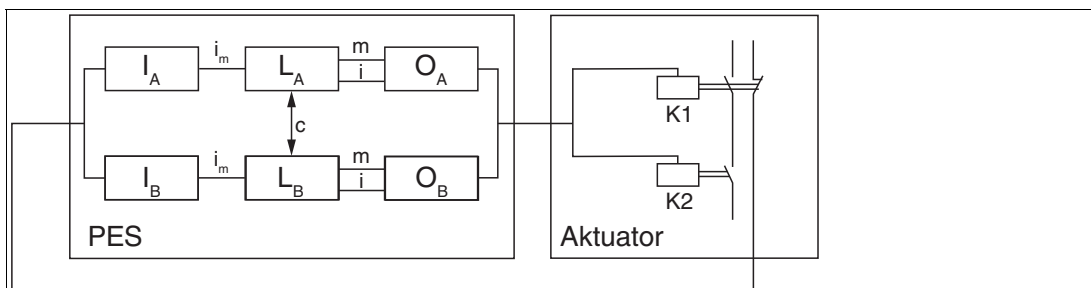 I_A i_m L_A m i O_A
K1
c
I_B i_m L_B m i O_B
K2
PES
Aktuator